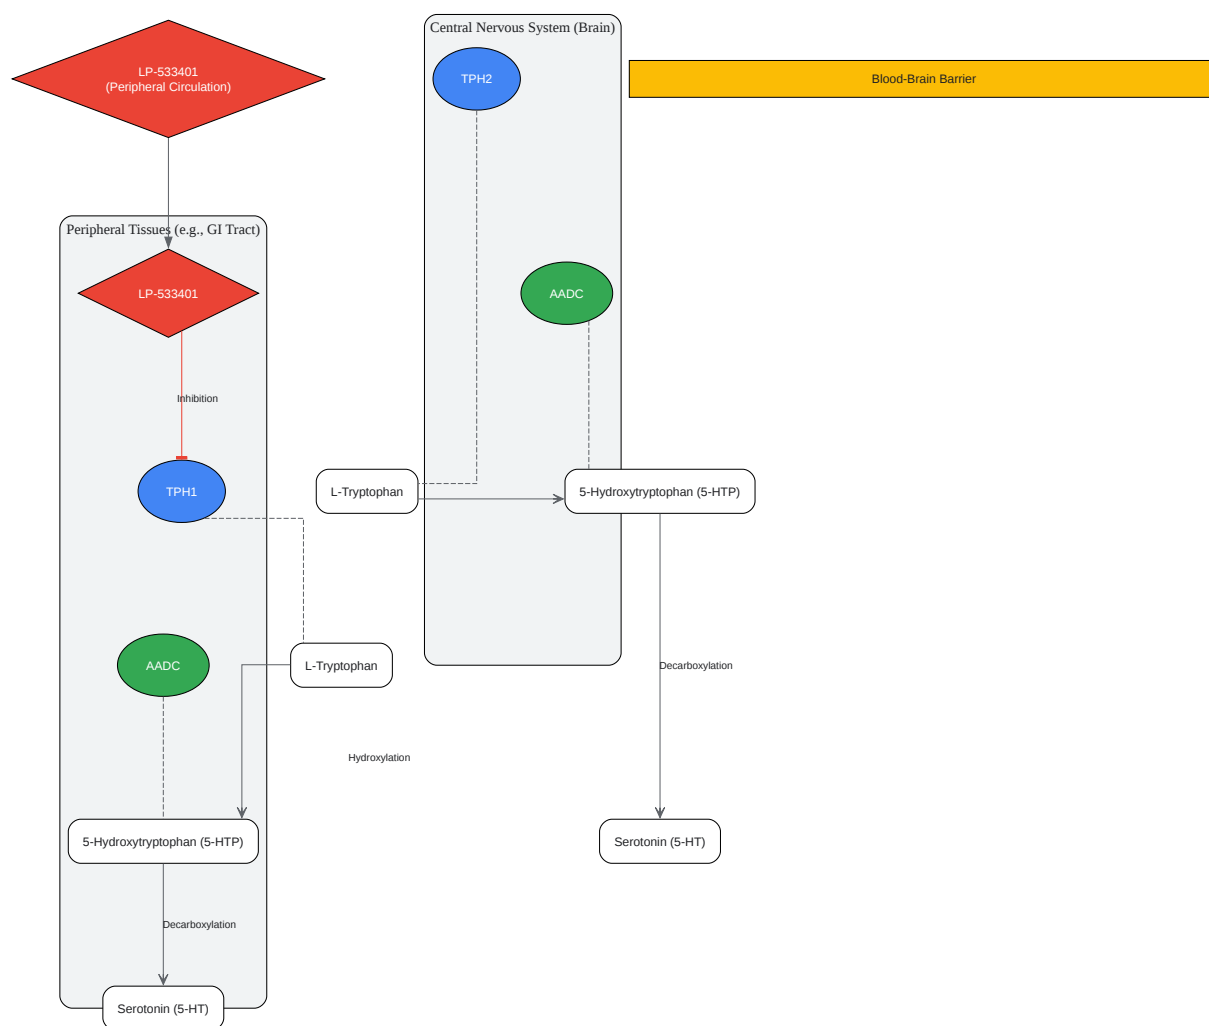 Central Nervous System (Brain)
LP-533401
(Peripheral Circulation)
TPH2
Blood-Brain Barrier
Peripheral Tissues (e.g., GI Tract)
LP-533401
AADC
Inhibition
TPH1
L-Tryptophan
5-Hydroxytryptophan (5-HTP)
AADC
L-Tryptophan
Decarboxylation
Hydroxylation
5-Hydroxytryptophan (5-HTP)
Serotonin (5-HT)
Decarboxylation
Serotonin (5-HT)